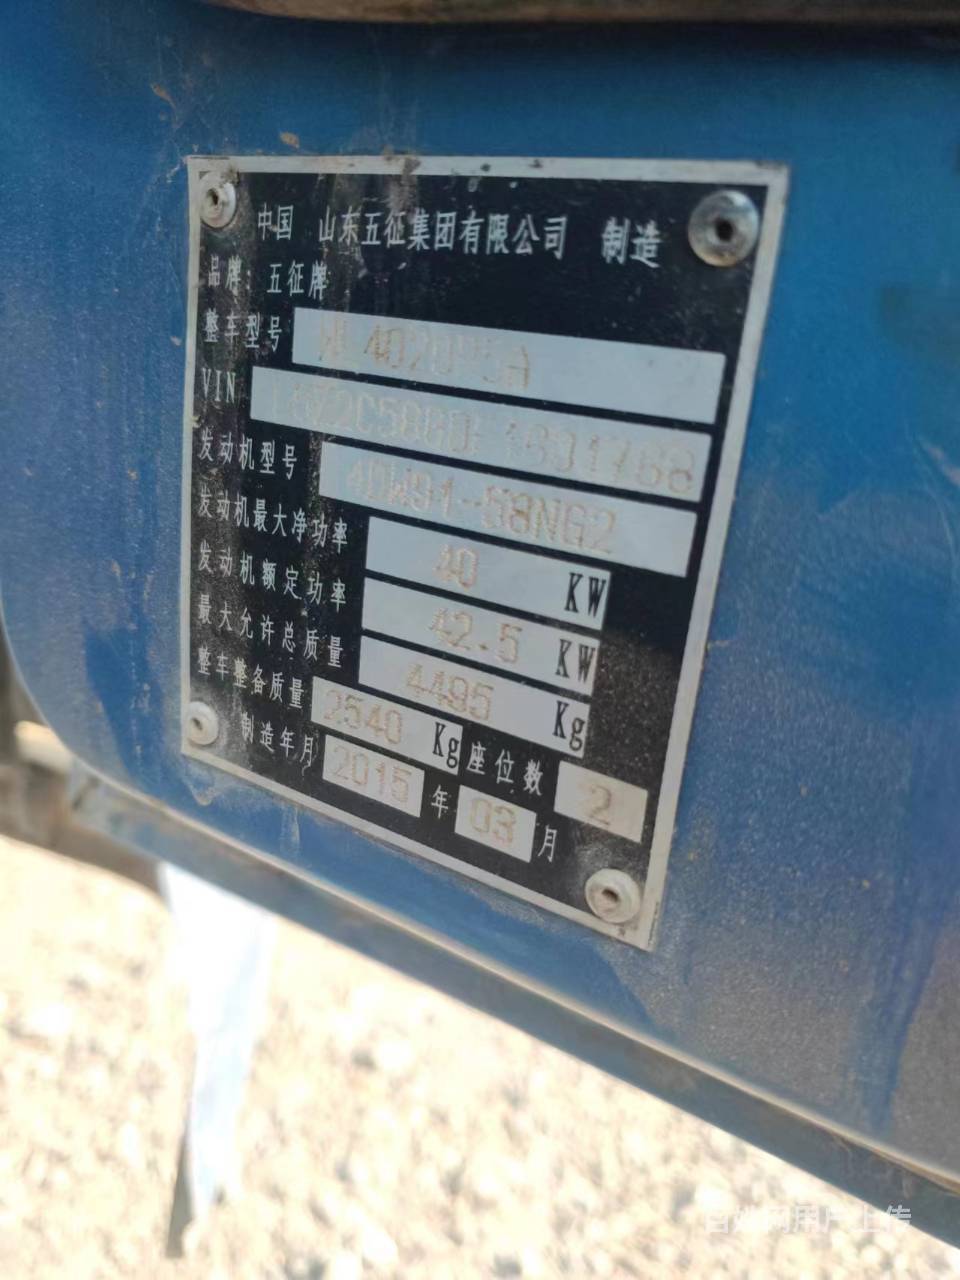 中国 山东五征集团有限公司 制造
品牌: 五征牌
整车型号
VIN
发动机型号 4DW91-58NG2
发动机最大净功率 40 KW
发动机额定功率 42.5 KW
最大允许总质量 4495 Kg
整车整备质量 2540 Kg 座位数 2
制造年月 2015 年 03 月